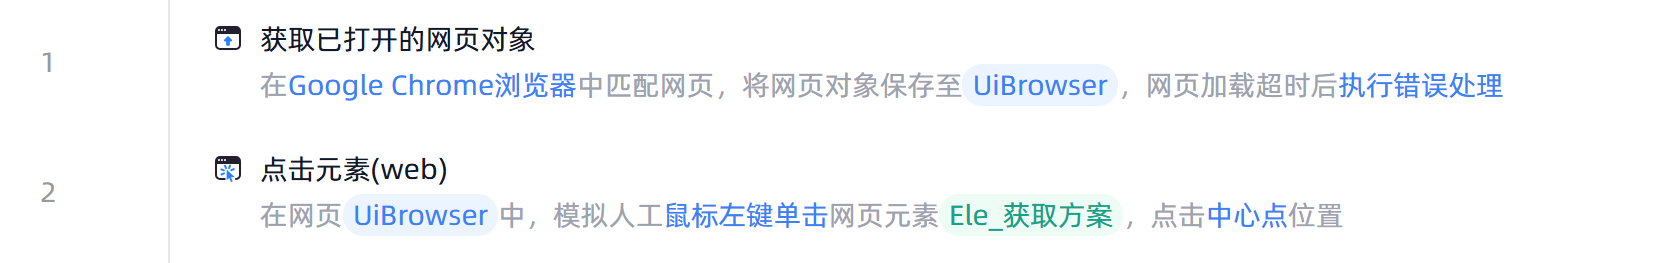 1
获取已打开的网页对象
在Google Chrome浏览器中匹配网页，将网页对象保存至 UiBrowser ，网页加载超时后执行错误处理
2
点击元素(web)
在网页 UiBrowser 中，模拟人工鼠标左键单击网页元素 Ele_获取方案 ，点击中心点位置